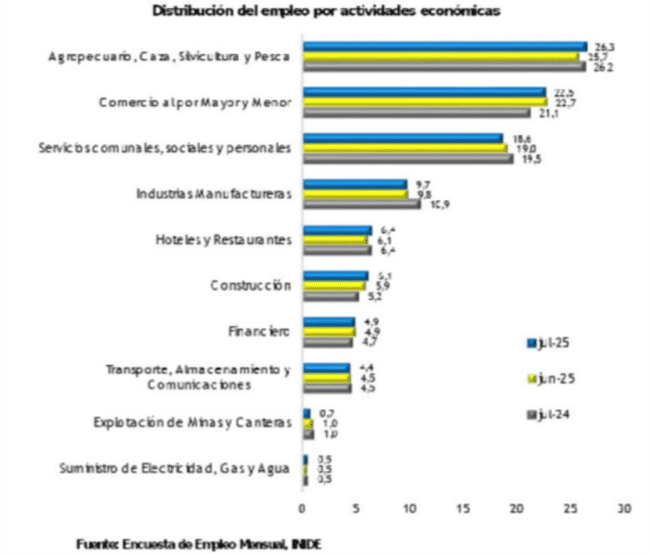 Distribución del empleo por actividades económicas
Agropecuario, Caza, Silvicultura y Pesca
26,3
25,7
26,2
Comercio al por Mayor y Menor
22,5
22,7
21,1
Servicios comunales, sociales y personales
18,6
19,0
19,5
Industrias Manufactureras
9,7
9,8
10,9
Hoteles y Restaurantes
6,4
6,1
6,4
Construcción
6,1
5,9
5,2
Financiero
4,9
4,9
4,7
Transporte, Almacenamiento y
Comunicaciones
4,4
4,5
4,5
Explotación de Minas y Canteras
0,7
1,0
1,0
Suministro de Electricidad, Gas y Agua
0,5
0,5
0,5
jul-25
jun-25
jul-24
0 5 10 15 20 25 30
Fuente: Encuesta de Empleo Mensual, INIDE